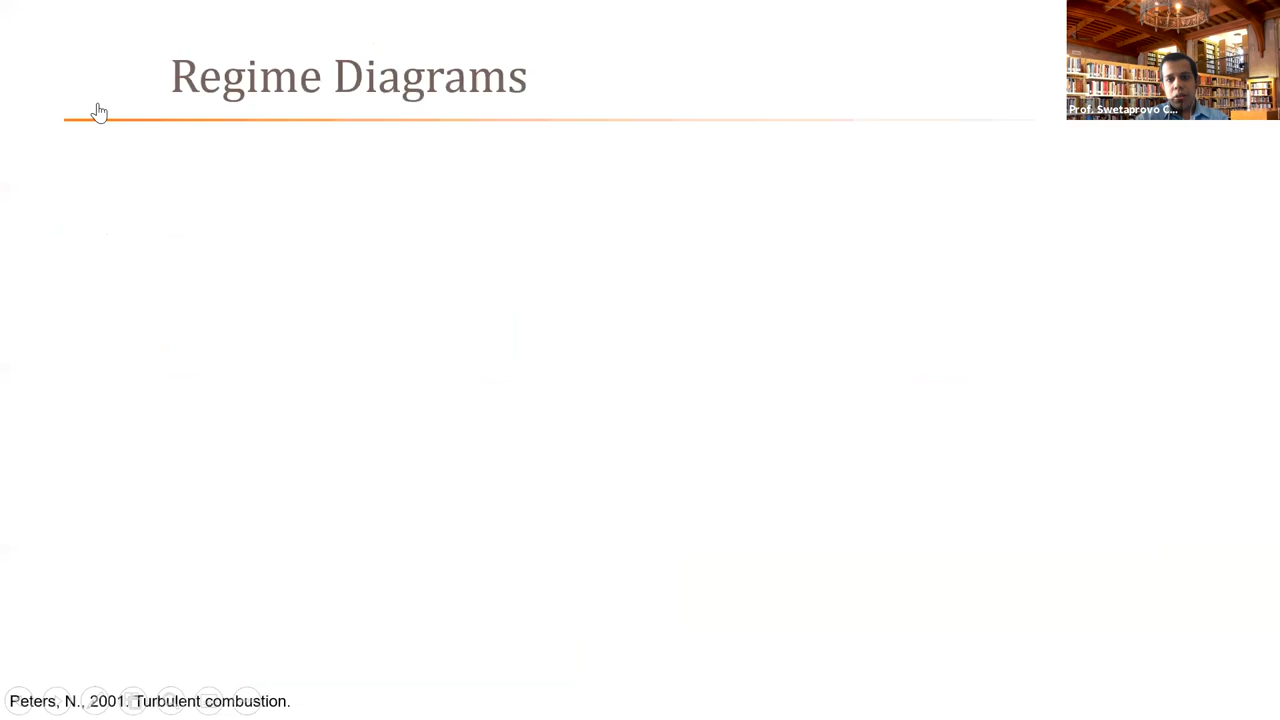 Regime Diagrams
Prof. Swetaprovo C...
Peters, N., 2001. Turbulent combustion.